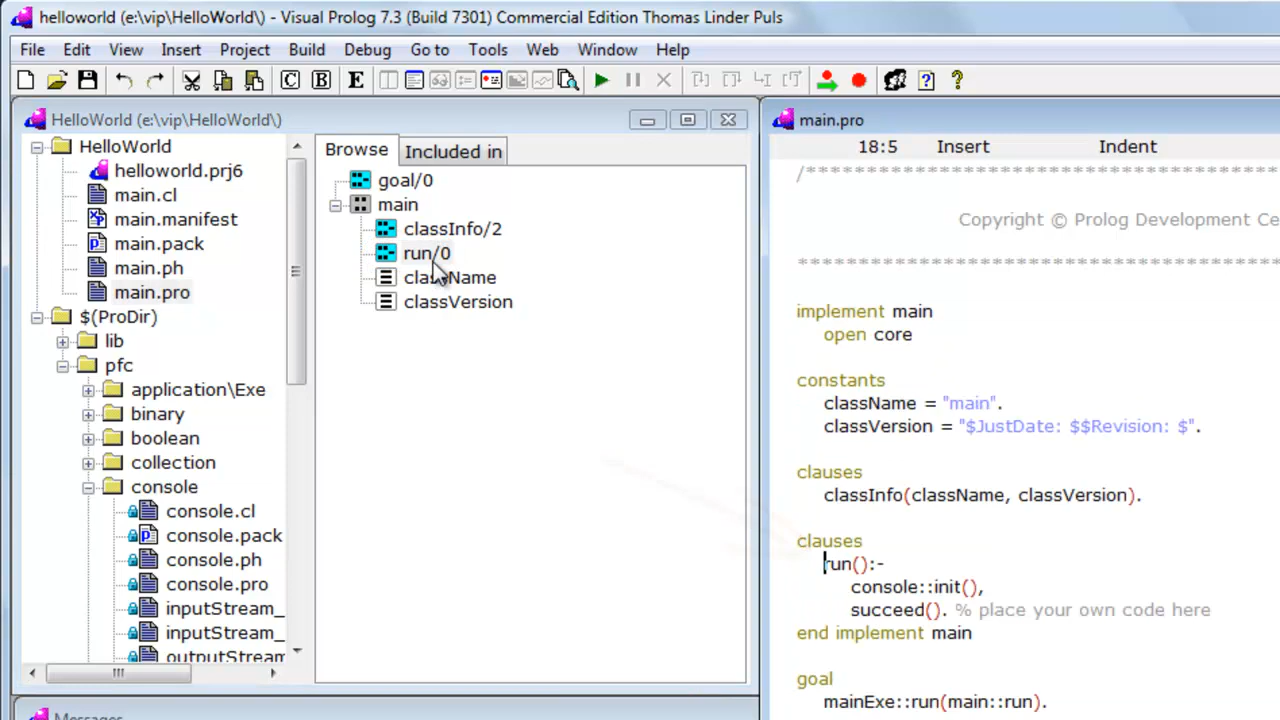 helloworld (e:\vip\HelloWorld\) - Visual Prolog 7.3 (Build 7301) Commercial Edition Thomas Linder Puls
File Edit View Insert Project Build Debug Go to Tools Web Window Help
C B E
HelloWorld (e:\vip\HelloWorld\)
HelloWorld
helloworld.prj6
main.cl
main.manifest
main.pack
main.ph
main.pro
$(ProDir)
lib
pfc
application\Exe
binary
boolean
collection
console
console.cl
console.pack
console.ph
console.pro
inputStream_
inputStream_
outputStream
Browse Included in
goal/0
main
classInfo/2
run/0
className
classVersion
main.pro
18:5 Insert Indent
/***********************************
Copyright © Prolog Development Ce
************************************
implement main
open core
constants
className = "main".
classVersion = "$JustDate: $$Revision: $".
clauses
classInfo(className, classVersion).
clauses
run():-
console::init(),
succeed(). % place your own code here
end implement main
goal
mainExe::run(main::run).
Messages